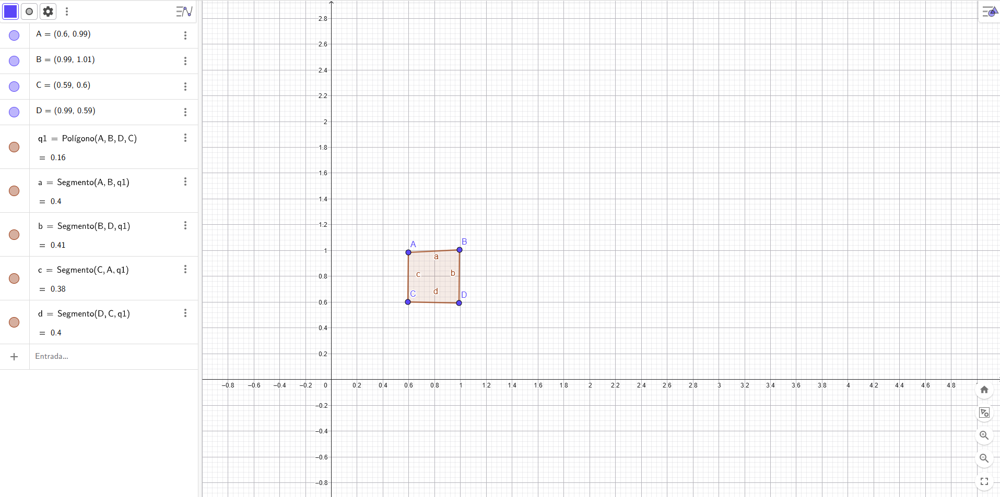 A = (0.6, 0.99)
B = (0.99, 1.01)
C = (0.59, 0.6)
D = (0.99, 0.59)
q1 = Polígono(A, B, D, C)
= 0.16
a = Segmento(A, B, q1)
= 0.4
b = Segmento(B, D, q1)
= 0.41
c = Segmento(C, A, q1)
= 0.38
d = Segmento(D, C, q1)
= 0.4
+ Entrada...
2.8
2.6
2.4
2.2
2
1.8
1.6
1.4
1.2
1
0.8
0.6
0.4
0.2
A
B
a
c
b
C
d
D
–0.8 –0.6 –0.4 –0.2 0 0.2 0.4 0.6 0.8 1 1.2 1.4 1.6 1.8 2 2.2 2.4 2.6 2.8 3 3.2 3.4 3.6 3.8 4 4.2 4.4 4.6 4.8
–0.2
–0.4
–0.6
–0.8